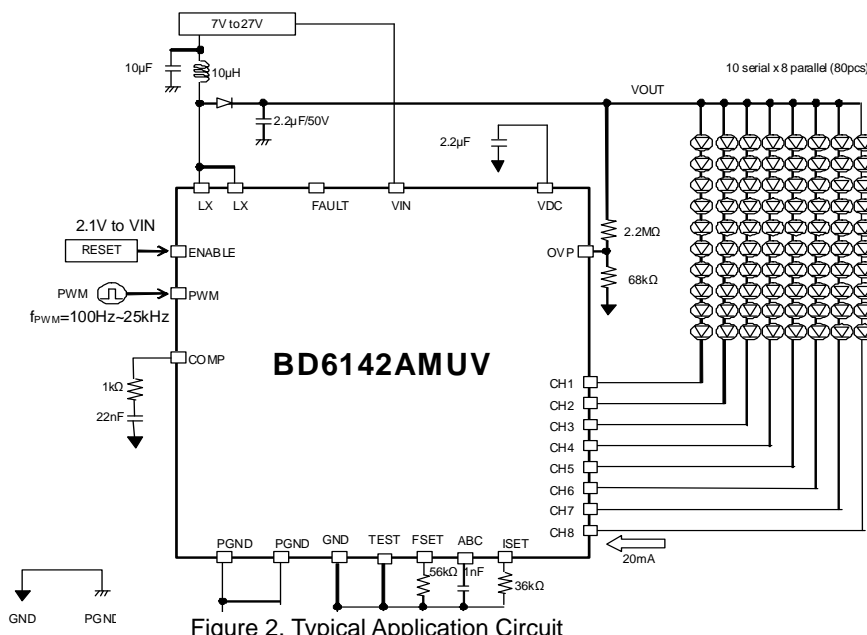 7V to 27V
10µF
10µH
10 serial x 8 parallel (80pcs)
VOUT
2.2µF/50V
2.2µF
LX
LX
FAULT
VIN
VDC
2.1V to VIN
RESET
ENABLE
2.2MΩ
OVP
68kΩ
PWM
PWM
fPWM=100Hz~25kHz
COMP
BD6142AMUV
1kΩ
22nF
CH1
CH2
CH3
CH4
CH5
CH6
CH7
CH8
20mA
PGND
PGND
GND
TEST
FSET
ABC
ISET
56kΩ
1nF
36kΩ
GND
PGND
Figure 2. Typical Application Circuit